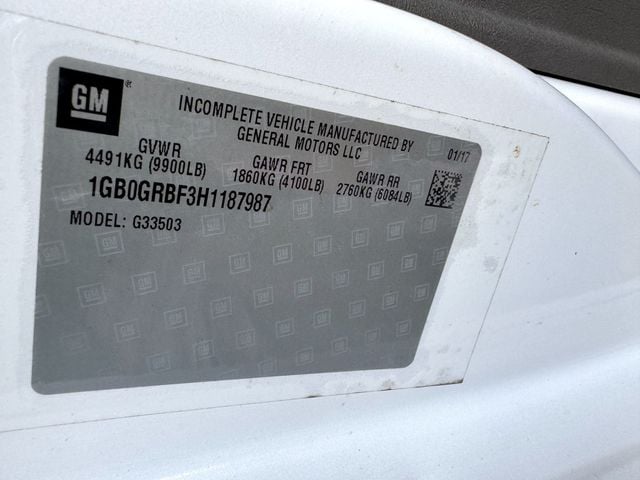 GM
INCOMPLETE VEHICLE MANUFACTURED BY
GENERAL MOTORS LLC
01/17
GVWR
4491KG (9900LB)
GAWR FRT
1860KG (4100LB)
GAWR RR
2760KG (6084LB)
1GB0GRBF3H1187987
MODEL: G33503